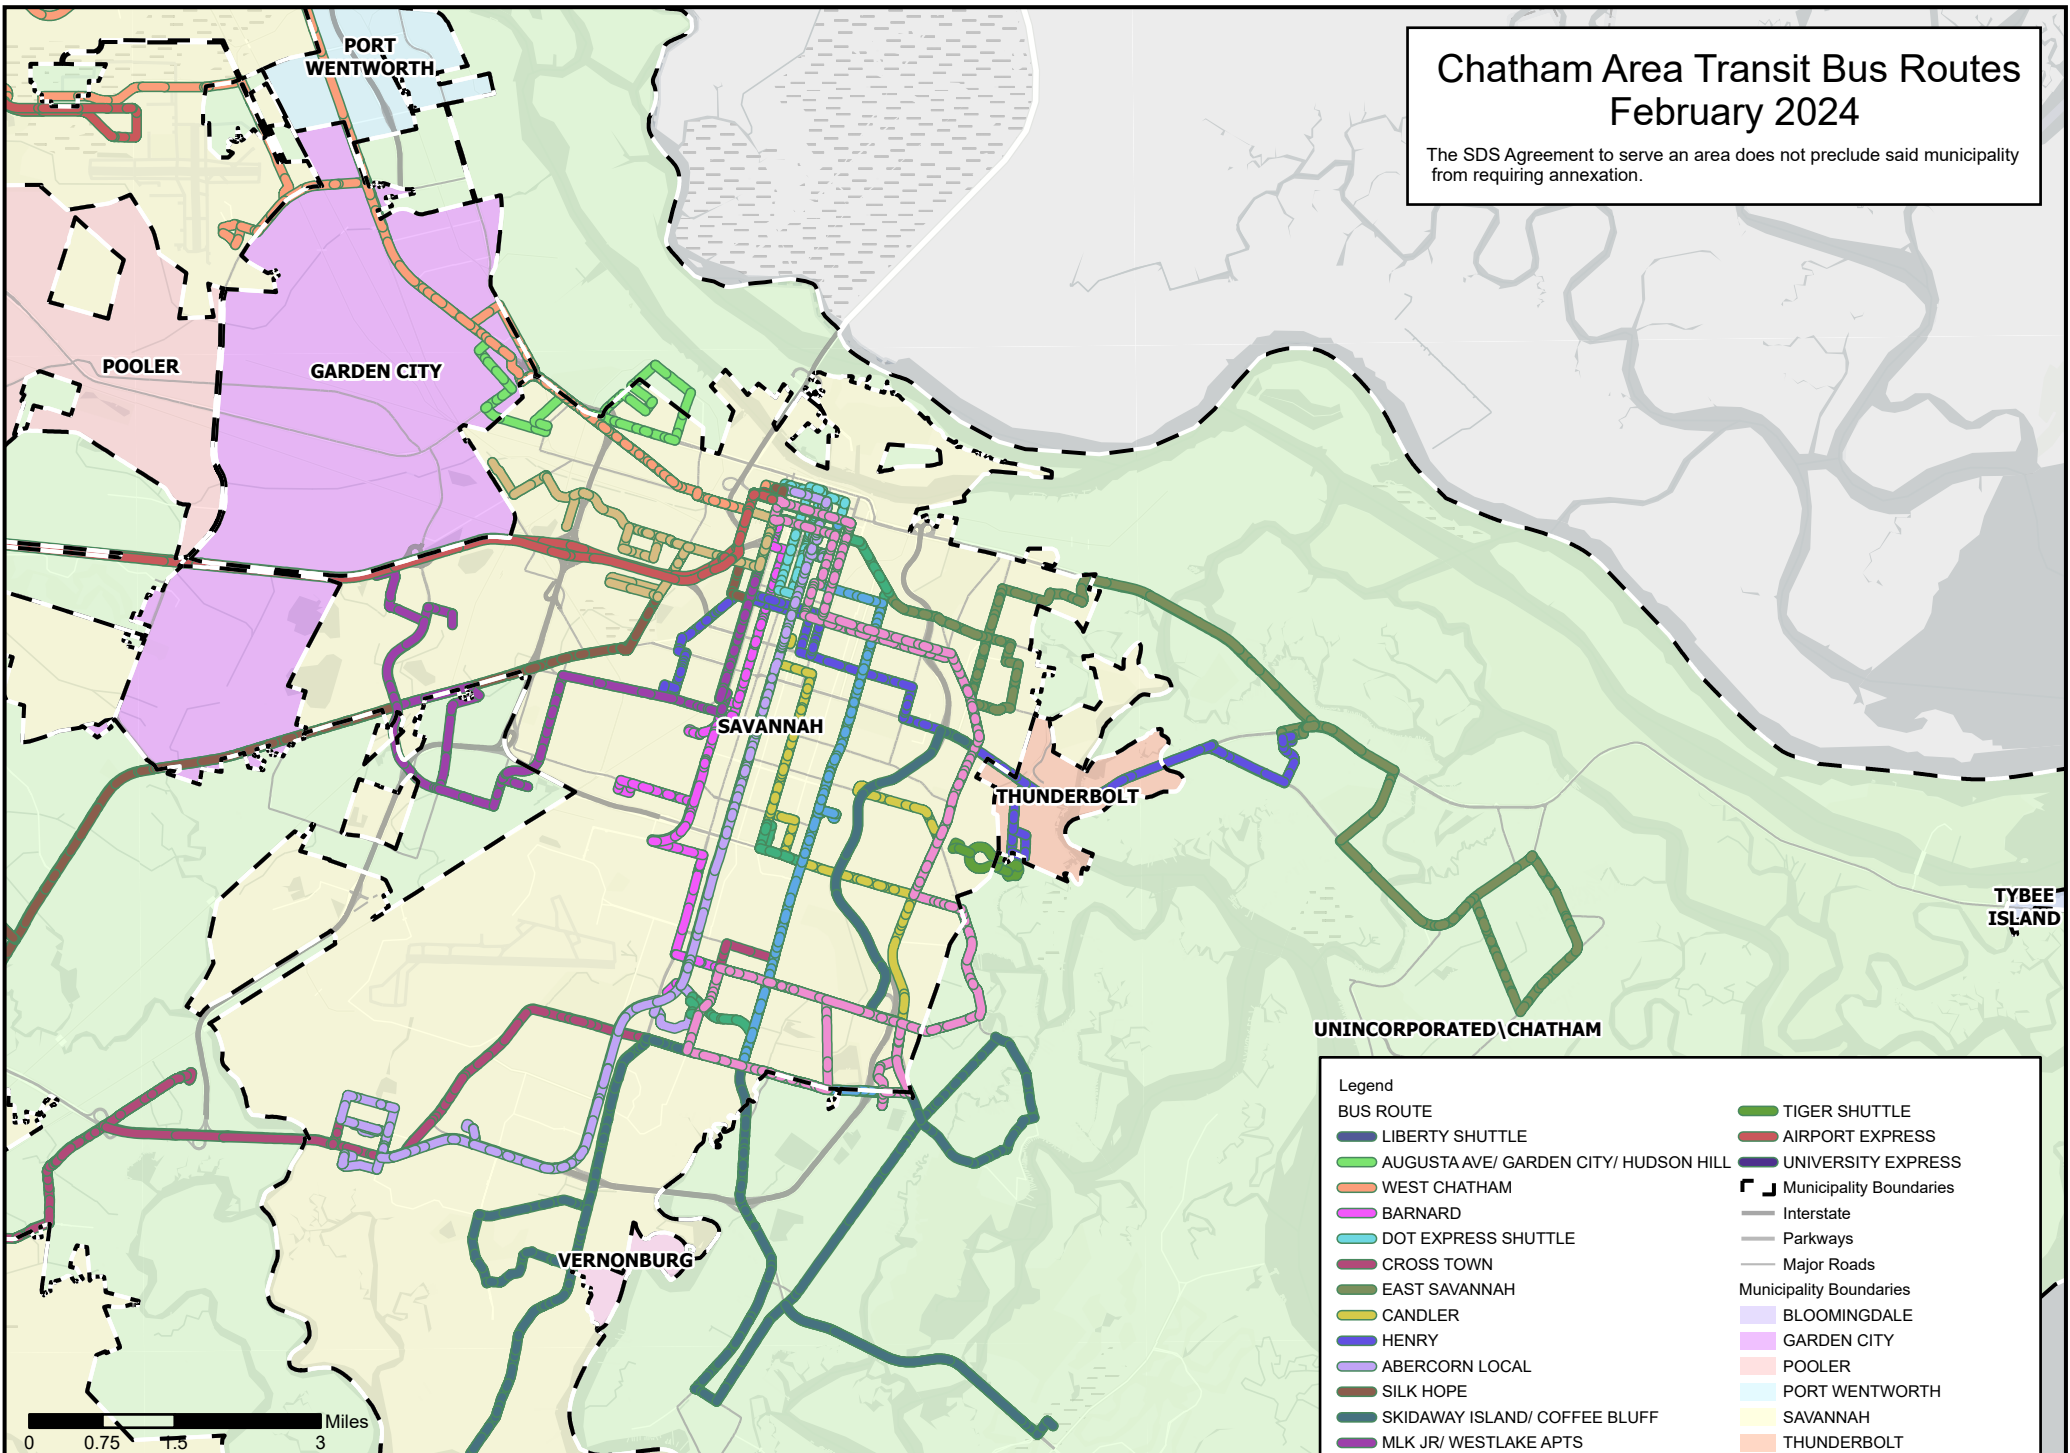 Chatham Area Transit Bus Routes
February 2024
The SDS Agreement to serve an area does not preclude said municipality
from requiring annexation.
PORT
WENTWORTH
POOLER
GARDEN CITY
SAVANNAH
THUNDERBOLT
TYBEE
ISLAND
UNINCORPORATED\CHATHAM
VERNONBURG
Miles
0 0.75 1.5 3
Legend
BUS ROUTE
LIBERTY SHUTTLE
AUGUSTA AVE/ GARDEN CITY/ HUDSON HILL
WEST CHATHAM
BARNARD
DOT EXPRESS SHUTTLE
CROSS TOWN
EAST SAVANNAH
CANDLER
HENRY
ABERCORN LOCAL
SILK HOPE
SKIDAWAY ISLAND/ COFFEE BLUFF
MLK JR/ WESTLAKE APTS
TIGER SHUTTLE
AIRPORT EXPRESS
UNIVERSITY EXPRESS
Municipality Boundaries
Interstate
Parkways
Major Roads
Municipality Boundaries
BLOOMINGDALE
GARDEN CITY
POOLER
PORT WENTWORTH
SAVANNAH
THUNDERBOLT